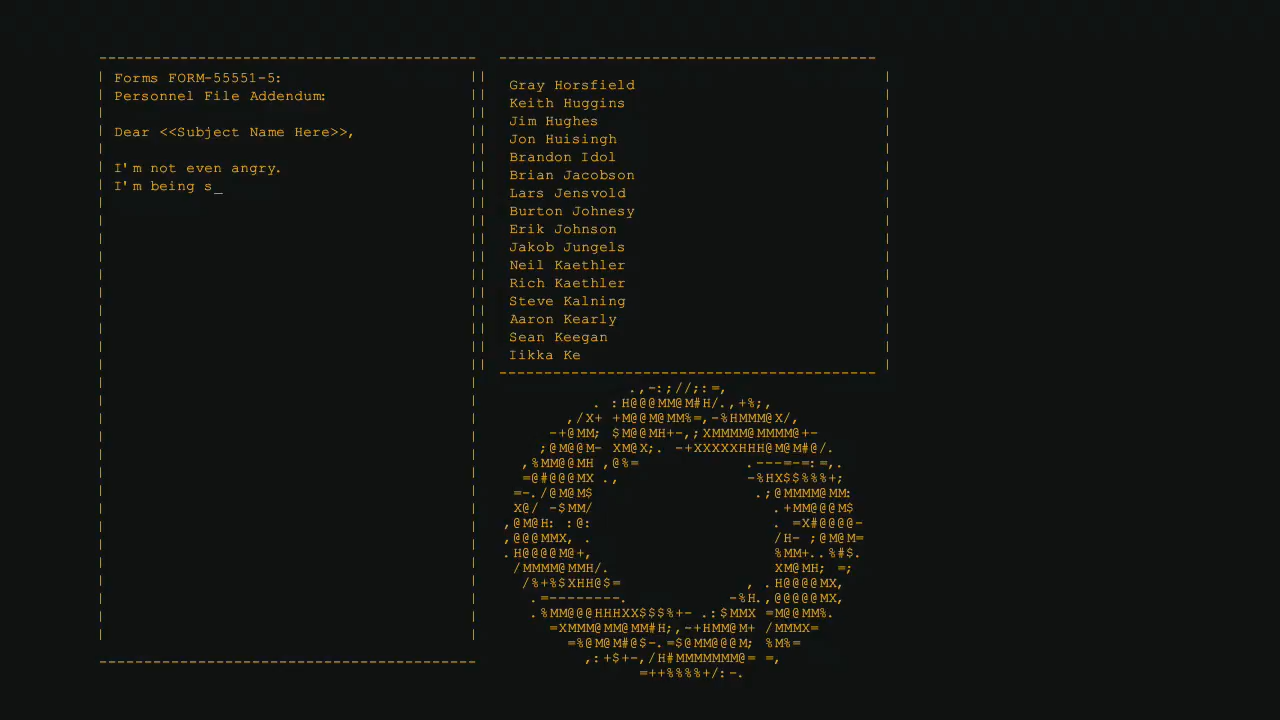 Forms FORM-55551-5:
Personnel File Addendum:
Dear <<Subject Name Here>>,
I'm not even angry.
I'm being s_
Gray Horsfield
Keith Huggins
Jim Hughes
Jon Huisingh
Brandon Idol
Brian Jacobson
Lars Jensvold
Burton Johnesy
Erik Johnson
Jakob Jungels
Neil Kaethler
Rich Kaethler
Steve Kalning
Aaron Kearly
Sean Keegan
Iikka Ke